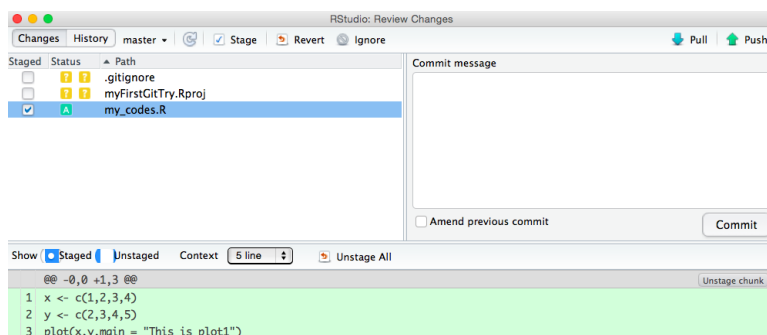 RStudio: Review Changes
Changes History master Stage Revert Ignore Pull Push
Staged Status Path Commit message
? ? .gitignore
? ? myFirstGitTry.Rproj
A my_codes.R
Amend previous commit
Commit
Show Staged Unstaged Context 5 line Unstage All
@@ -0,0 +1,3 @@ Unstage chunk
1 x <- c(1,2,3,4)
2 y <- c(2,3,4,5)
3 plot(x,y,main = "This is plot1")